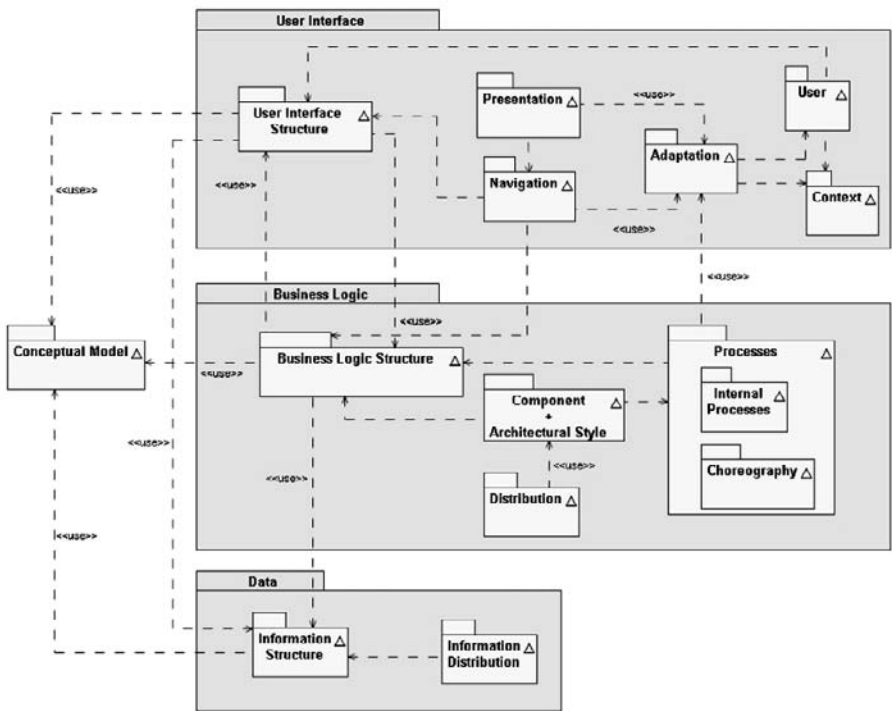 User Interface
<<use>>
User
Presentation
User Interface
Structure
Adaptation
<<use>>
<<use>>
Navigation
Context
<<use>>
<<use>>
Business Logic
<<use>>
Conceptual Model
Business Logic Structure
Processes
<<use>>
Internal
Processes
Component
+
Architectural Style
<<use>>
<<use>>
Choreography
<<use>>
Distribution
<<use>>
Data
Information
Structure
Information
Distribution